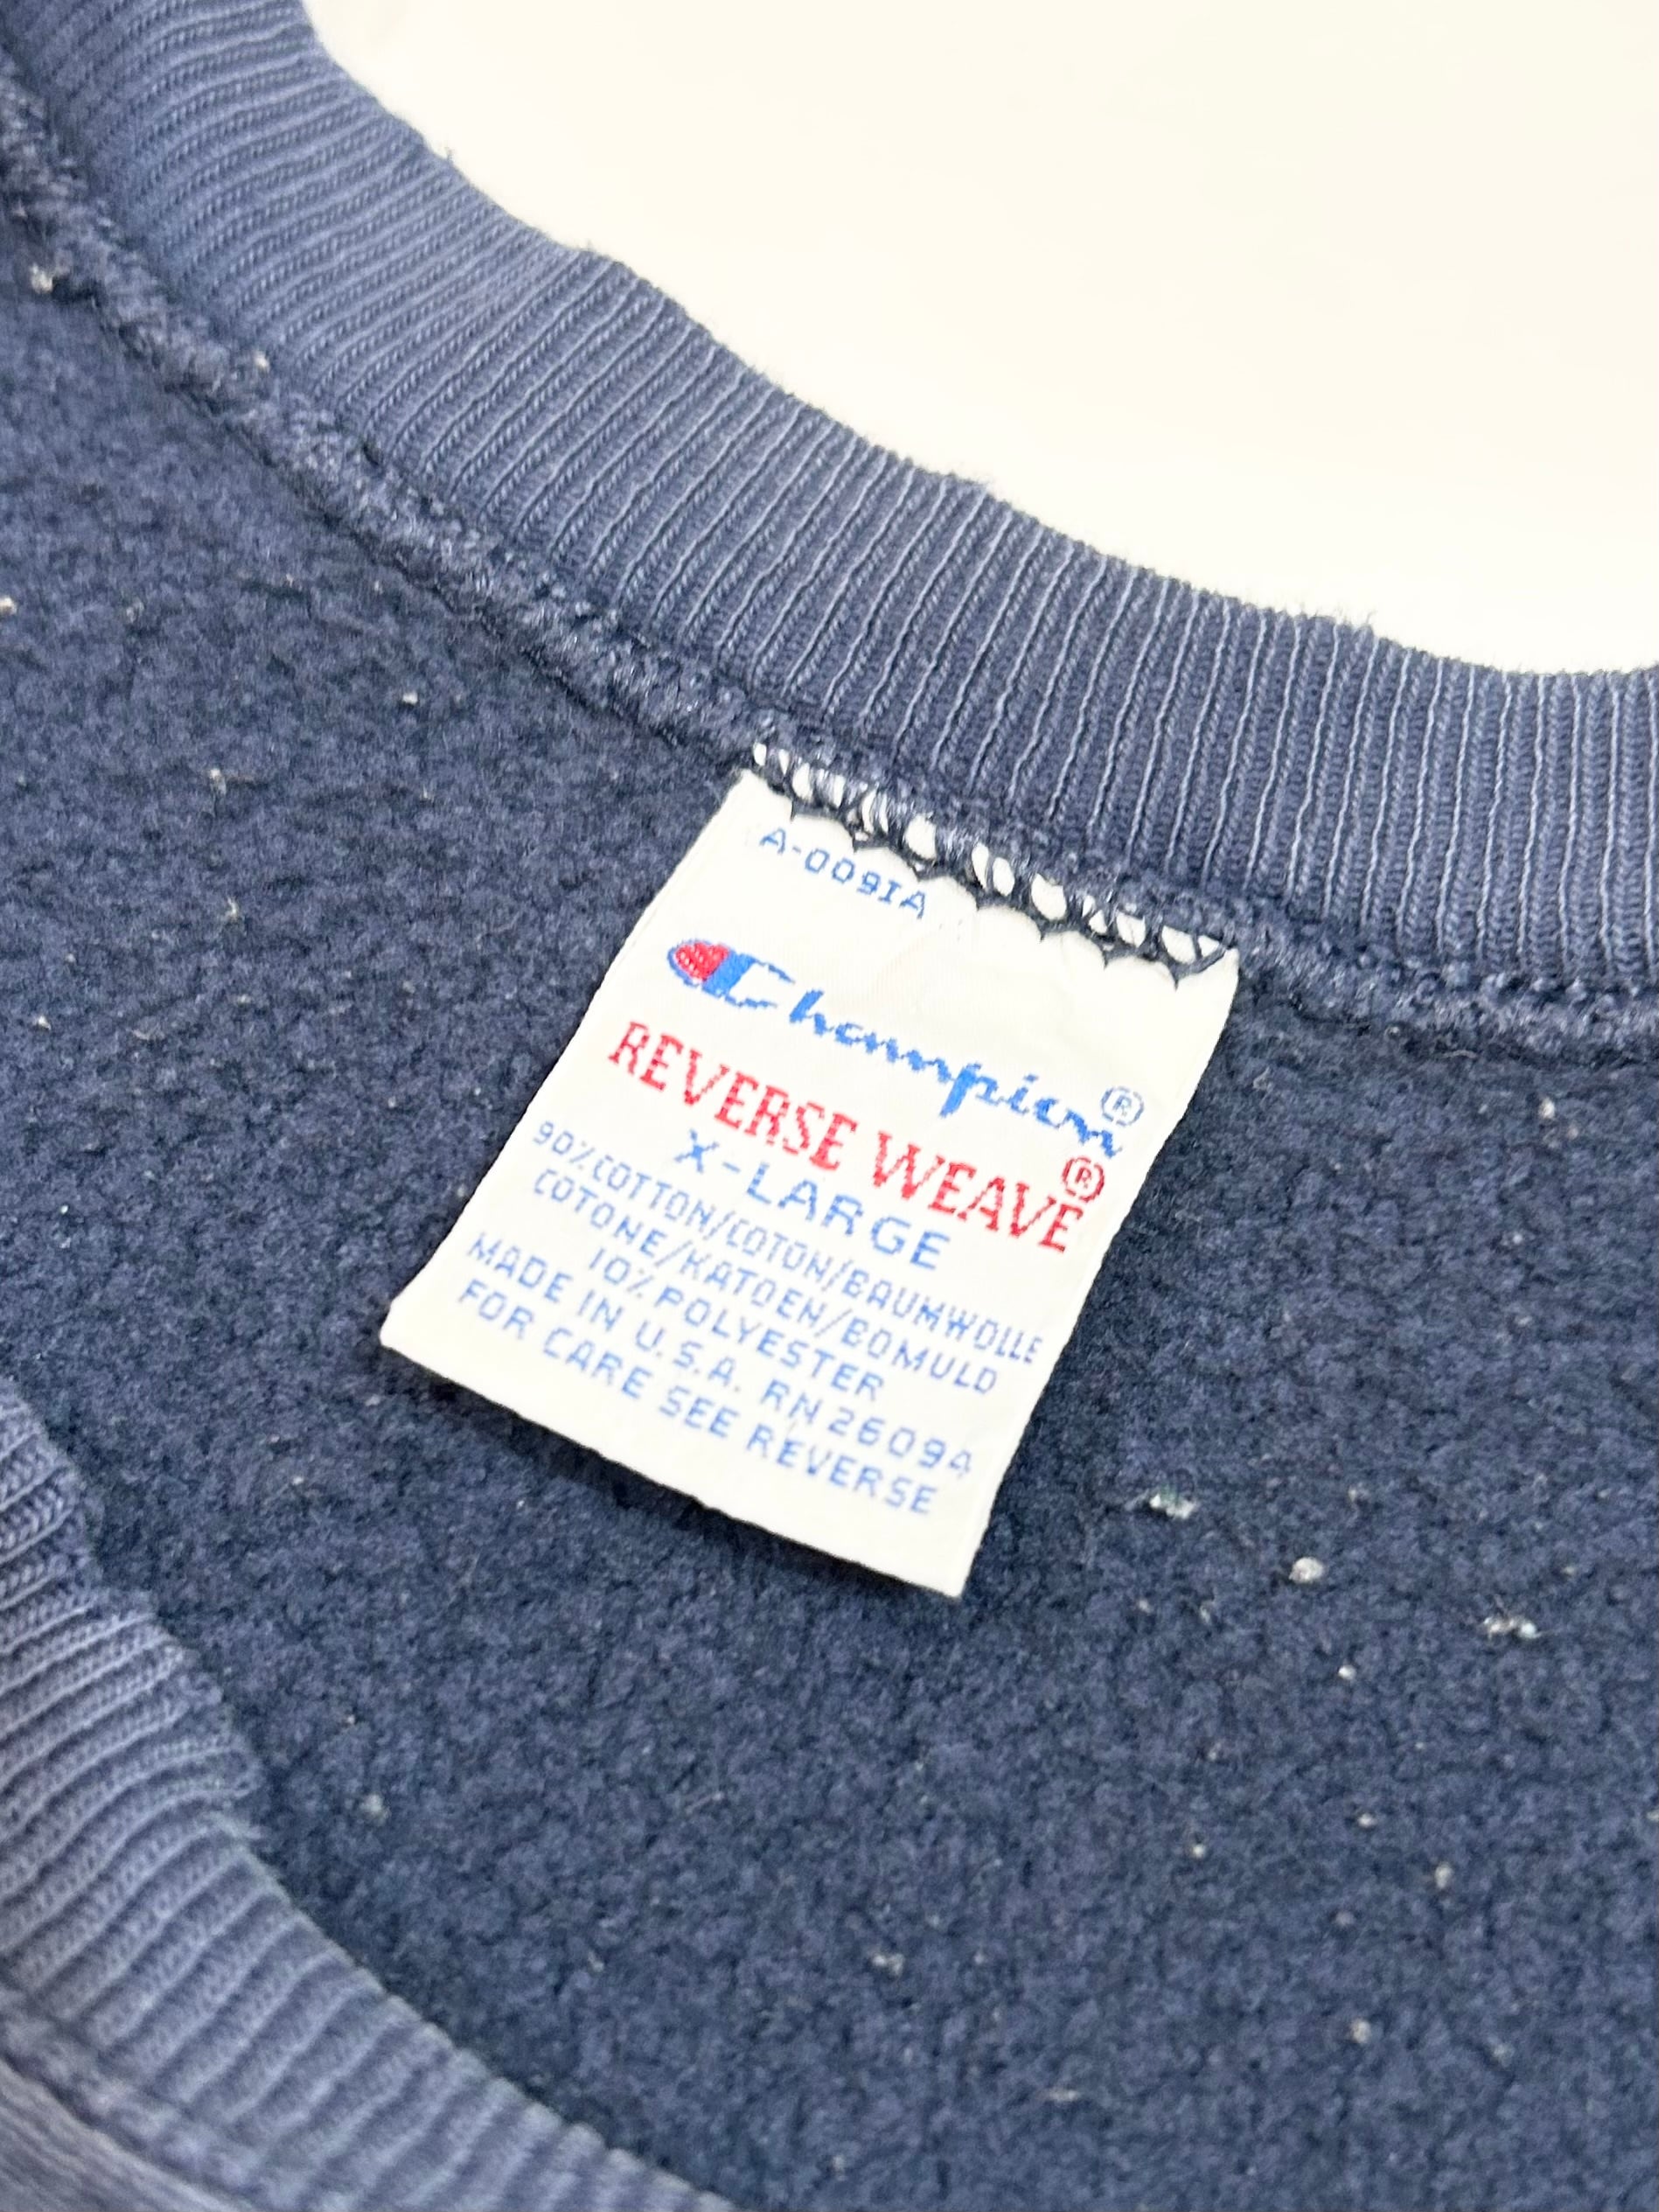 A-009IA
Champion®
REVERSE WEAVE®
X-LARGE
90%COTTON/COTON/BAUMWOLLE
COTONE/KATOEN/BOMULD
10%POLYESTER
MADE IN U.S.A. RN26094
FOR CARE SEE REVERSE